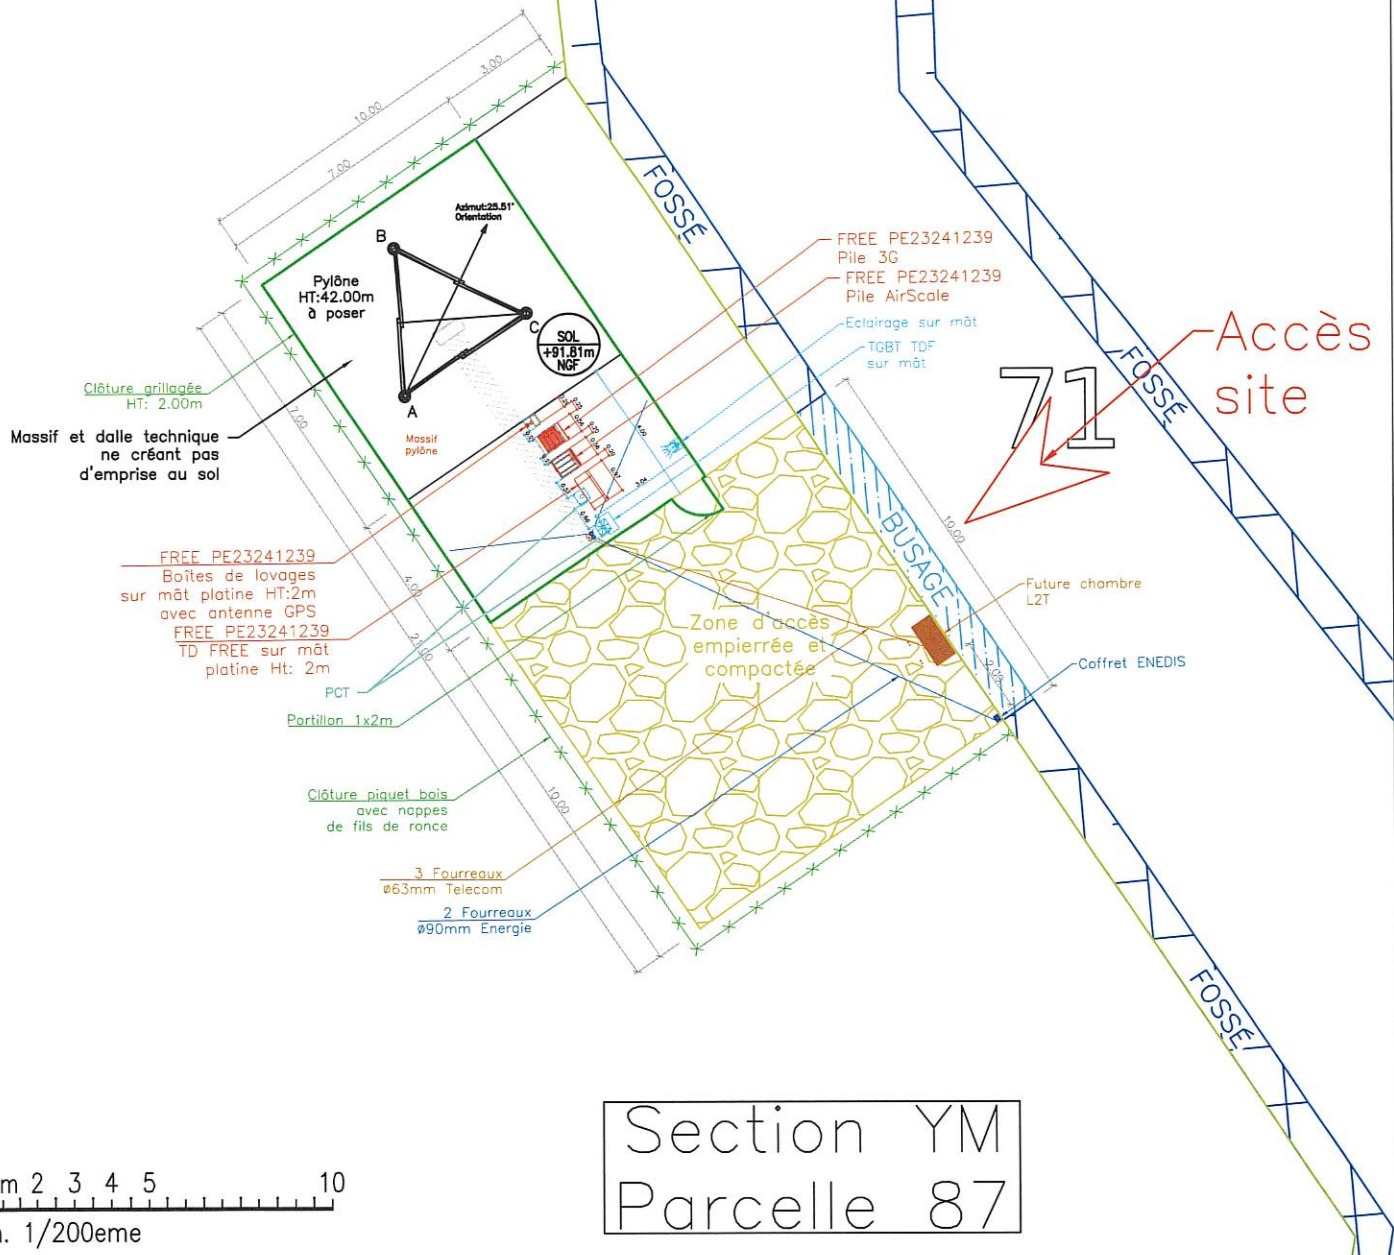 3.00
10.00
7.00
FOSSÉ
Azimut:25.51°
Orientation
B
Pylône
HT:42.00m
à poser
C
SOL
+91.81m
NGF
A
FREE PE23241239
Pile 3G
FREE PE23241239
Pile AirScale
Eclairage sur mât
TGBT TDF
sur mât
Accès
site
71
FOSSÉ
Clôture grillagée
HT: 2.00m
Massif et dalle technique
ne créant pas
d'emprise au sol
Massif
pylône
7.00
4.00
3.04
BUSAGE
10.00
FREE PE23241239
Boîtes de lovages
sur mât platine HT:2m
avec antenne GPS
FREE PE23241239
TD FREE sur mât
platine Ht: 2m
4.00
21.00
PCT
Portillon 1x2m
Zone d'accès
empierrée et
compactée
Future chambre
L2T
2.00
Coffret ENEDIS
Clôture piquet bois
avec nappes
de fils de ronce
10.00
3 Fourreaux
Ø63mm Telecom
2 Fourreaux
Ø90mm Energie
FOSSÉ
Section YM
Parcelle 87
m 2 3 4 5 10
1/200eme